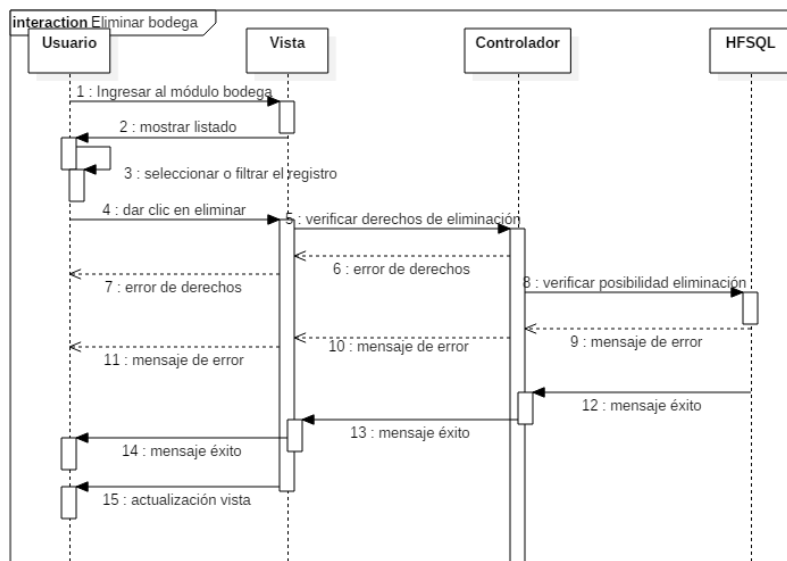 interaction Eliminar bodega
Usuario
Vista
Controlador
HFSQL
1 : Ingresar al módulo bodega
2 : mostrar listado
3 : seleccionar o filtrar el registro
4 : dar clic en eliminar
5 : verificar derechos de eliminación
6 : error de derechos
7 : error de derechos
8 : verificar posibilidad eliminación
9 : mensaje de error
10 : mensaje de error
11 : mensaje de error
12 : mensaje éxito
13 : mensaje éxito
14 : mensaje éxito
15 : actualización vista